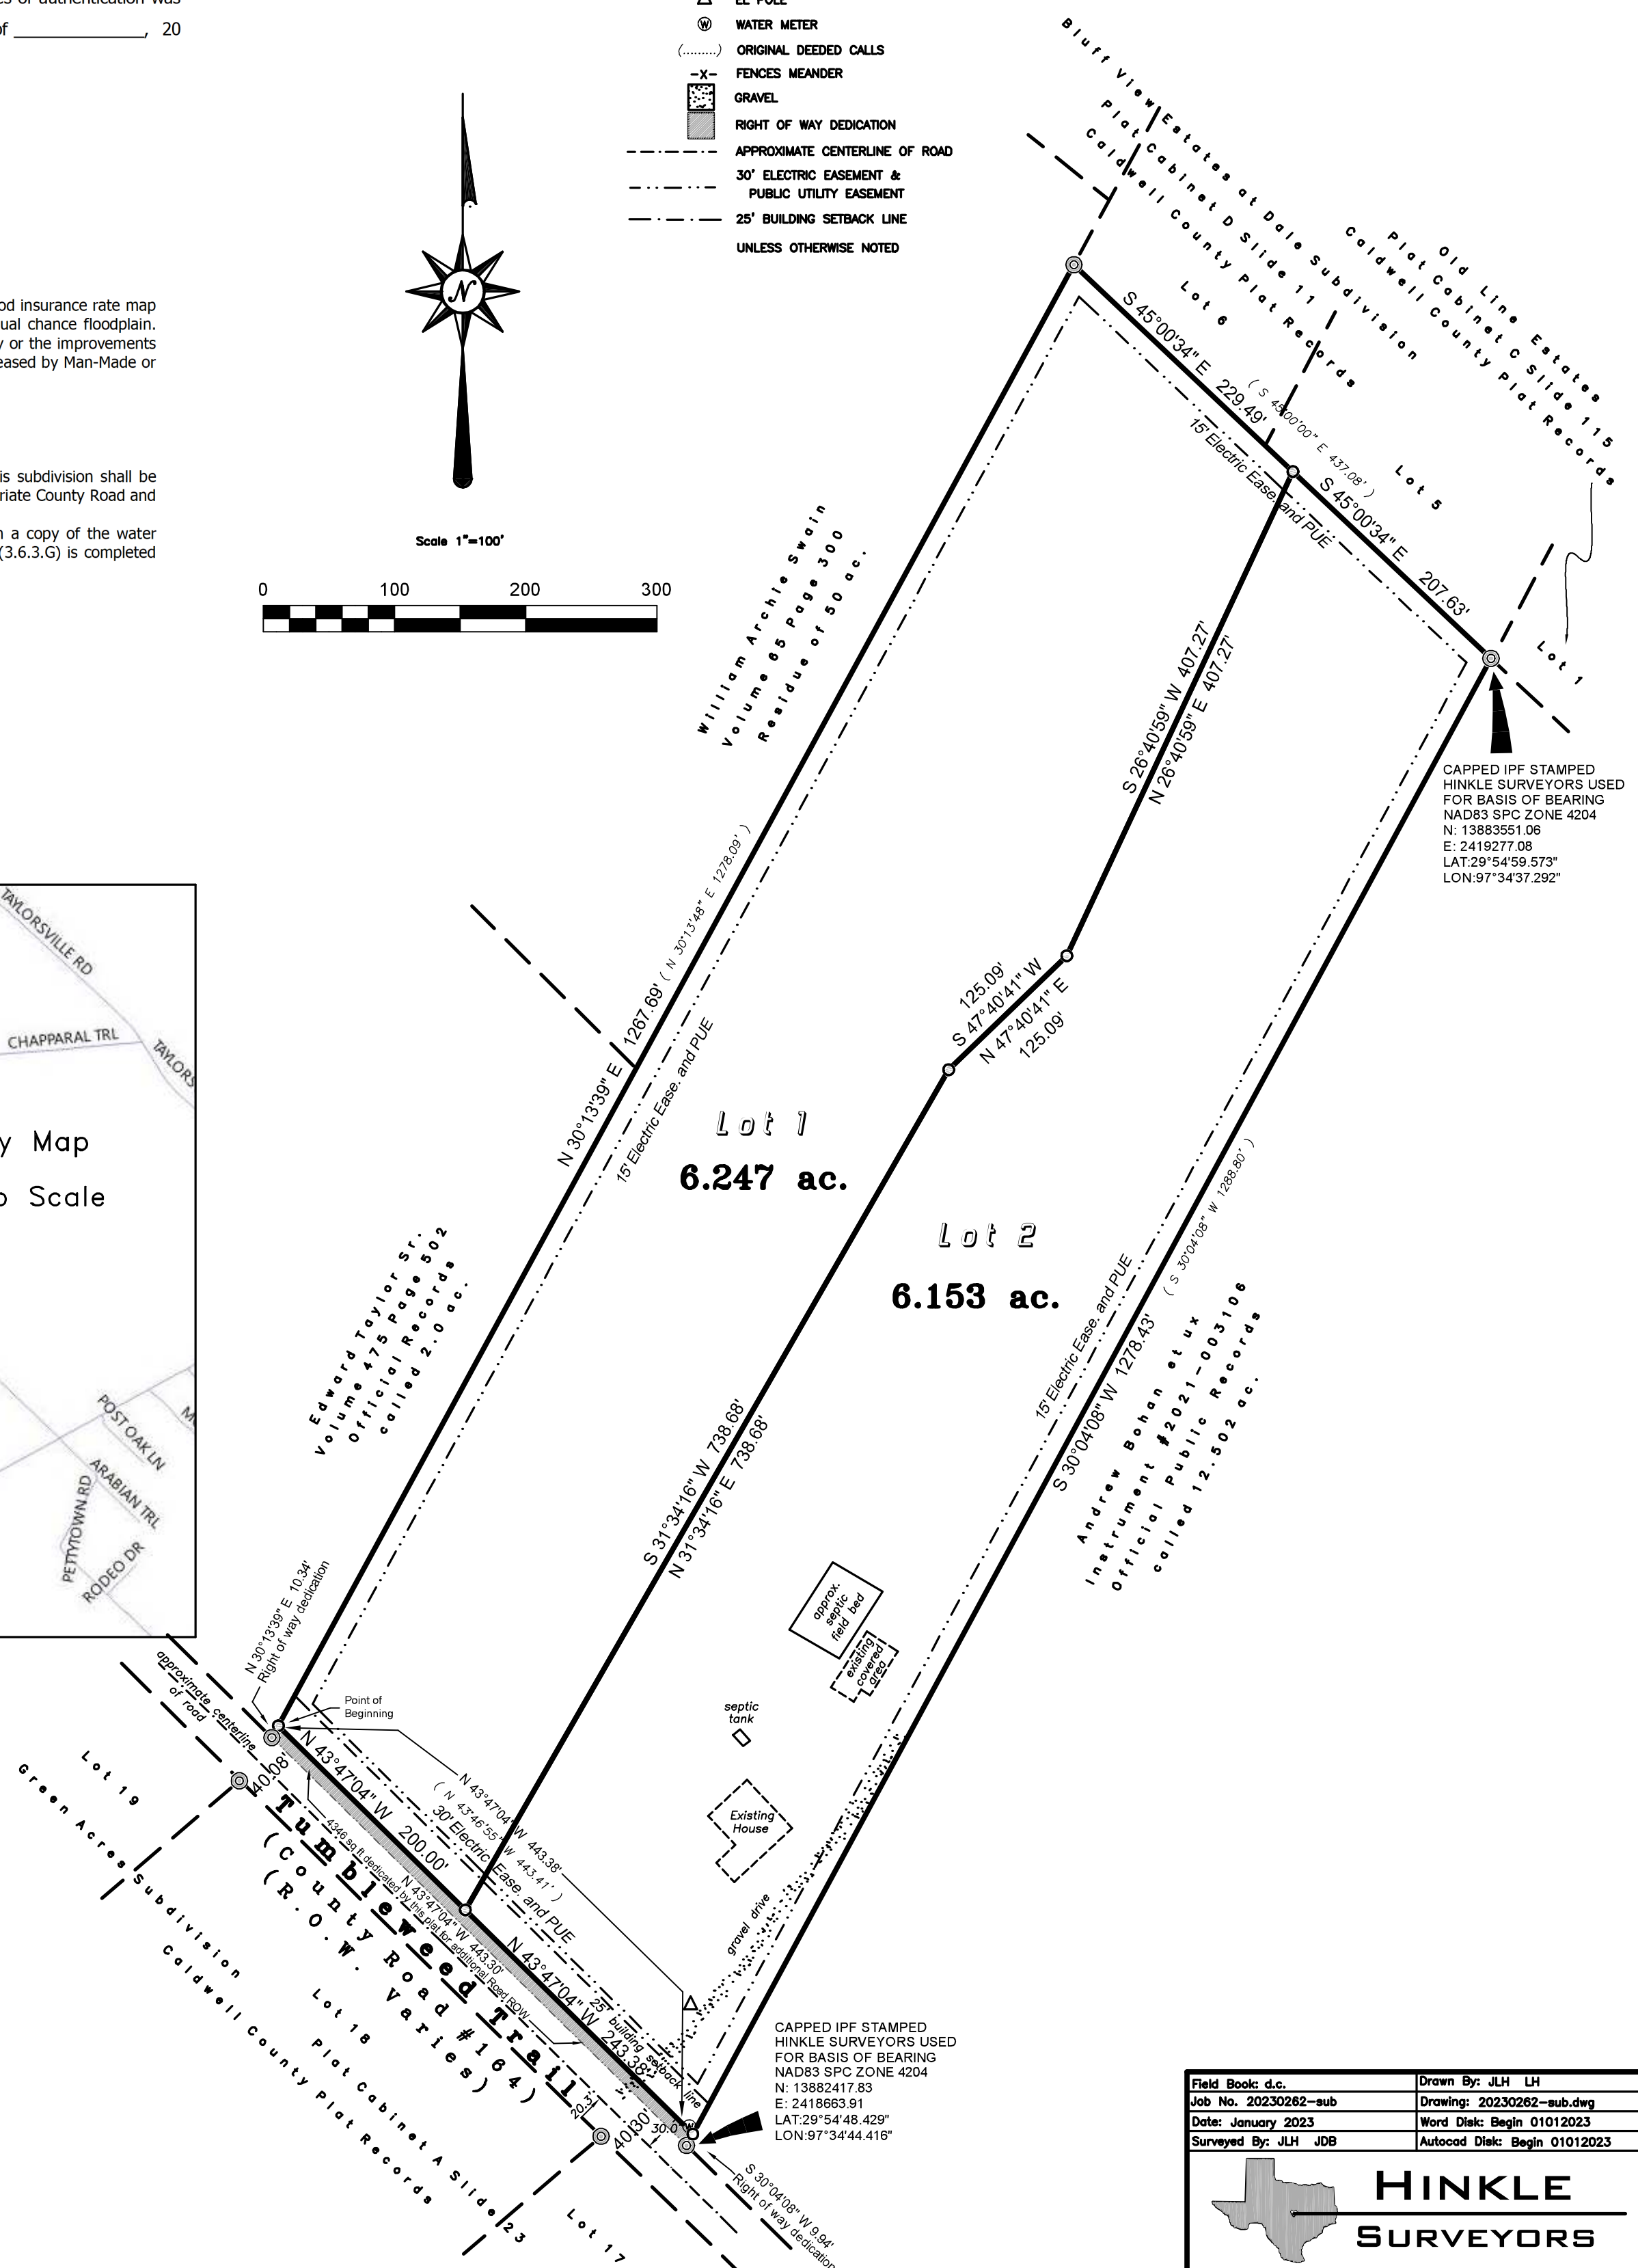 of ______________, 20
WATER METER
(.........) ORIGINAL DEEDED CALLS
-X- FENCES MEANDER
GRAVEL
RIGHT OF WAY DEDICATION
APPROXIMATE CENTERLINE OF ROAD
30' ELECTRIC EASEMENT &
PUBLIC UTILITY EASEMENT
25' BUILDING SETBACK LINE
UNLESS OTHERWISE NOTED
N
insurance rate map
chance floodplain.
or the improvements
by Man-Made or
subdivision shall be
County Road and
a copy of the water
(3.6.3.G) is completed
Scale 1"=100'
0 100 200 300
Bluff View Estates at Dale Subdivision
Plat Cabinet D Slide 11
Caldwell County Plat Records
Lot 6
Old Line Estates
Plat Cabinet C Slide 115
Caldwell County Plat Records
Lot 5
Lot 1
S 45°00'34" E 229.49'
( S 45°00'00" E 437.08' )
15' Electric Ease. and PUE
S 45°00'34" E 207.63'
William Archie Swain
Volume 65 Page 300
Residue of 50 ac.
S 26°40'59" W 407.27'
N 26°40'59" E 407.27'
CAPPED IPF STAMPED
HINKLE SURVEYORS USED
FOR BASIS OF BEARING
NAD83 SPC ZONE 4204
N: 13883551.06
E: 2419277.08
LAT:29°54'59.573"
LON:97°34'37.292"
N 30°13'39" E 1267.69' ( N 30°13'48" E 1278.09' )
15' Electric Ease. and PUE
125.09'
S 47°40'41" W
N 47°40'41" E
125.09'
TAYLORSVILLE RD
CHAPPARAL TRL
Map
Scale
POST OAK LN
ARABIAN TRL
PETTYTOWN RD
RODEO DR
Lot 1
6.247 ac.
Lot 2
6.153 ac.
Edward Taylor Sr.
Volume 475 Page 502
Official Records
called 2.0 ac.
S 31°34'16" W 738.68'
N 31°34'16" E 738.68'
15' Electric Ease. and PUE
S 30°04'08" W 1278.43'
( S 30°04'08" W 1288.80' )
Andrew Bohan et ux
Instrument #2021-003106
Official Public Records
called 12.502 ac.
approx.
septic
field bed
existing
covered
area
septic
tank
Existing
House
gravel drive
N 30°13'39" E 10.34'
Right of way dedication
Point of
Beginning
approximate centerline
of road
40.08'
N 43°47'04" W 200.00'
N 43°47'04" W 443.38'
( N 43°46'55" W 443.41' )
30' Electric Ease. and PUE
4346 sq ft dedicated by this plat for additional Road ROW
N 43°47'04" W 443.30'
N 43°47'04" W 243.38'
25' building setback line
Tumbleweed Trail
(County Road #164)
(R.O.W. Varies)
20.5'
40.30'
30.0'
Lot 19
Green Acres Subdivision
Lot 18
Plat Cabinet A Slide 23
Caldwell County Plat Records
Lot 17
CAPPED IPF STAMPED
HINKLE SURVEYORS USED
FOR BASIS OF BEARING
NAD83 SPC ZONE 4204
N: 13882417.83
E: 2418663.91
LAT:29°54'48.429"
LON:97°34'44.416"
S 30°04'08" W 9.94'
Right of way dedication
Field Book: d.c. Drawn By: JLH LH
Job No. 20230262-sub Drawing: 20230262-sub.dwg
Date: January 2023 Word Disk: Begin 01012023
Surveyed By: JLH JDB Autocad Disk: Begin 01012023
HINKLE
SURVEYORS